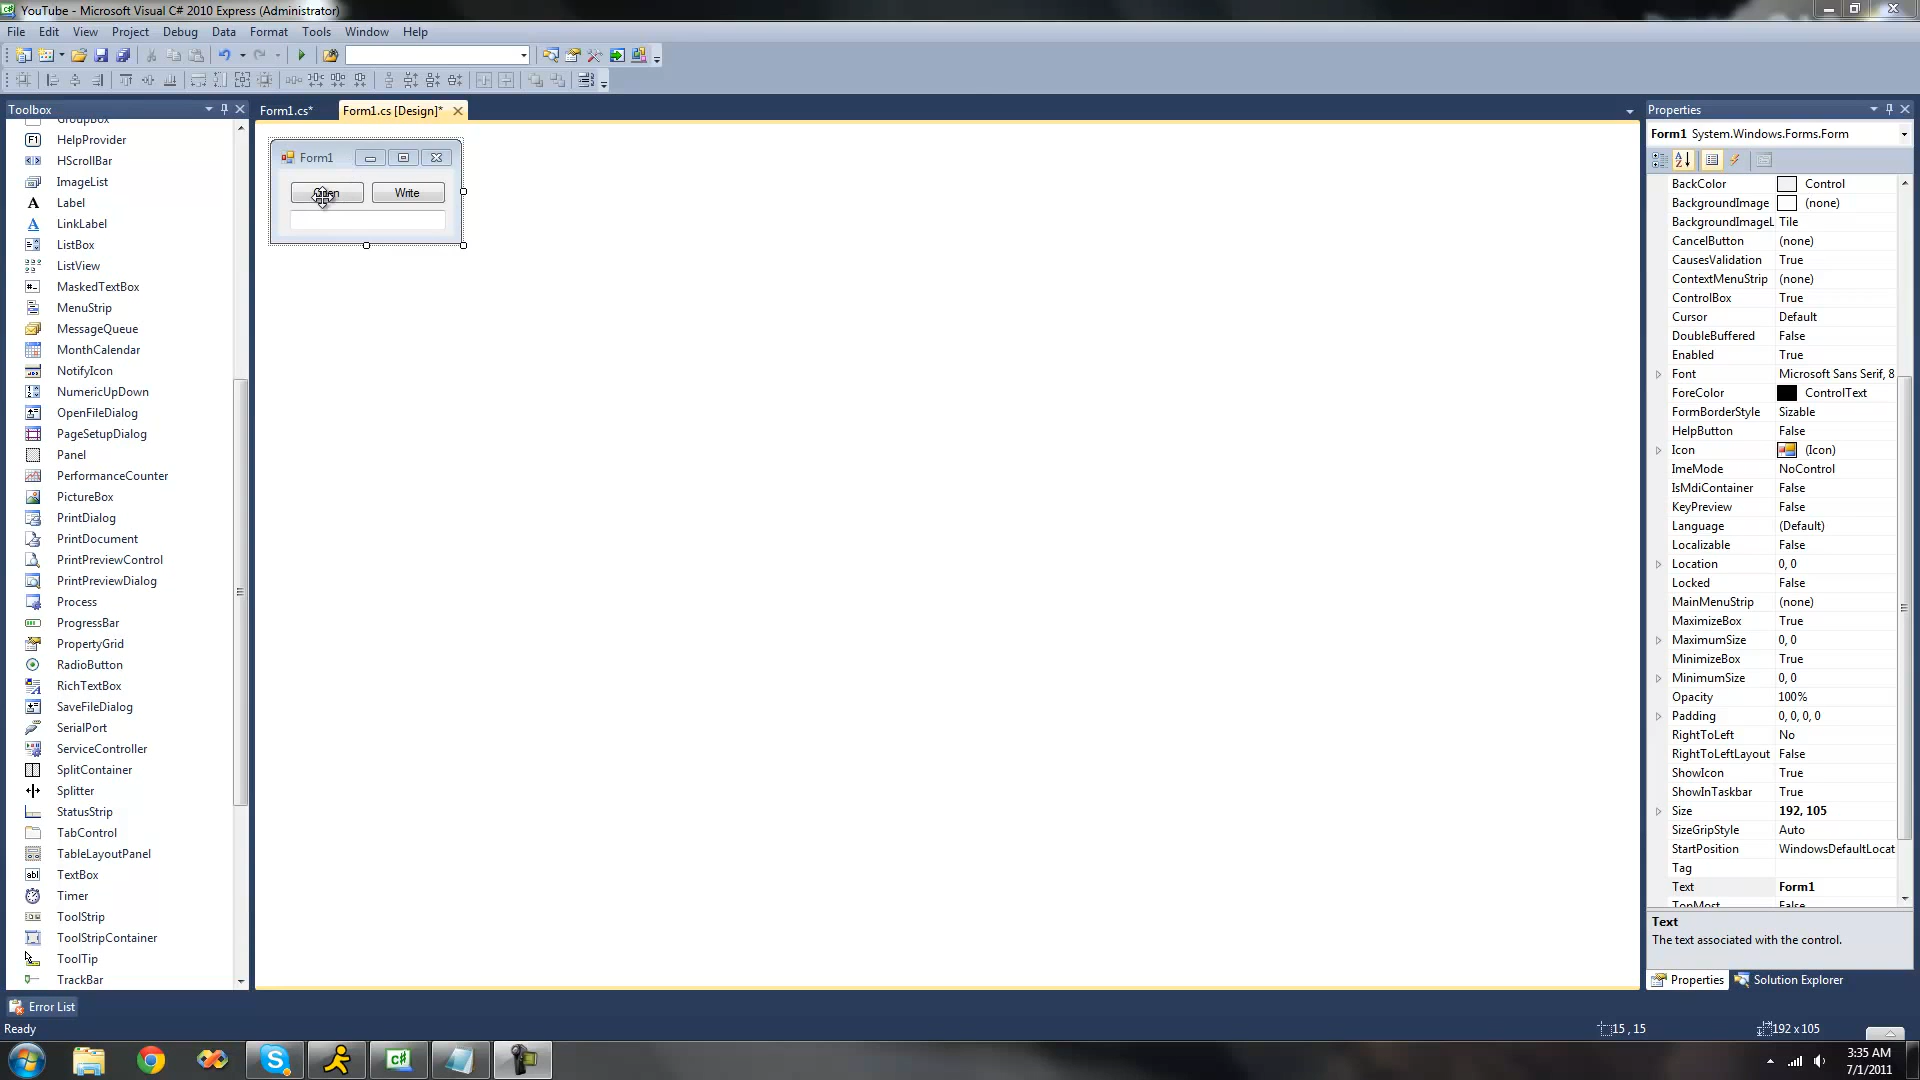 YouTube - Microsoft Visual C# 2010 Express (Administrator)
File Edit View Project Debug Data Format Tools Window Help
Toolbox
Form1.cs* Form1.cs [Design]*
Properties
GroupBox
HelpProvider
HScrollBar
ImageList
Label
LinkLabel
ListBox
ListView
MaskedTextBox
MenuStrip
MessageQueue
MonthCalendar
NotifyIcon
NumericUpDown
OpenFileDialog
PageSetupDialog
Panel
PerformanceCounter
PictureBox
PrintDialog
PrintDocument
PrintPreviewControl
PrintPreviewDialog
Process
ProgressBar
PropertyGrid
RadioButton
RichTextBox
SaveFileDialog
SerialPort
ServiceController
SplitContainer
Splitter
StatusStrip
TabControl
TableLayoutPanel
TextBox
Timer
ToolStrip
ToolStripContainer
ToolTip
TrackBar
Form1
Write
Form1 System.Windows.Forms.Form
BackColor Control
BackgroundImage (none)
BackgroundImageL Tile
CancelButton (none)
CausesValidation True
ContextMenuStrip (none)
ControlBox True
Cursor Default
DoubleBuffered False
Enabled True
Font Microsoft Sans Serif, 8
ForeColor ControlText
FormBorderStyle Sizable
HelpButton False
Icon (Icon)
ImeMode NoControl
IsMdiContainer False
KeyPreview False
Language (Default)
Localizable False
Location 0, 0
Locked False
MainMenuStrip (none)
MaximizeBox True
MaximumSize 0, 0
MinimizeBox True
MinimumSize 0, 0
Opacity 100%
Padding 0, 0, 0, 0
RightToLeft No
RightToLeftLayout False
ShowIcon True
ShowInTaskbar True
Size 192, 105
SizeGripStyle Auto
StartPosition WindowsDefaultLocat
Tag
Text Form1
TopMost False
Text
The text associated with the control.
Properties Solution Explorer
Error List
Ready 15 , 15 192 x 105
3:35 AM
7/1/2011